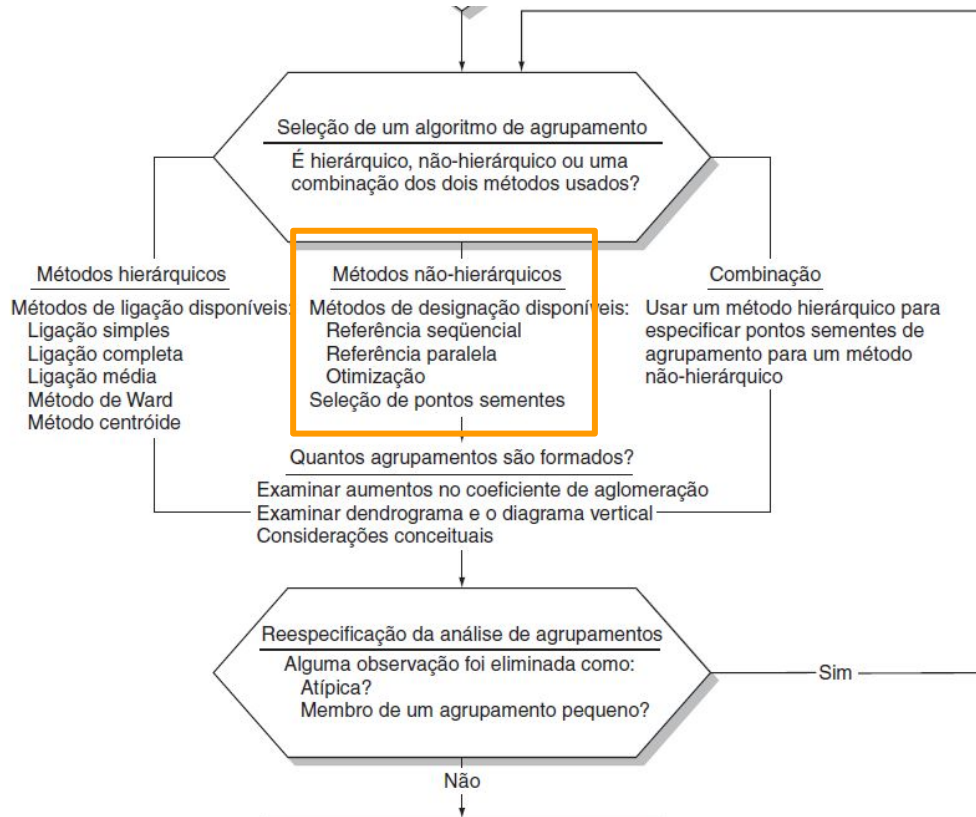 Seleção de um algoritmo de agrupamento
É hierárquico, não-hierárquico ou uma
combinação dos dois métodos usados?
Métodos hierárquicos
Métodos de ligação disponíveis:
Ligação simples
Ligação completa
Ligação média
Método de Ward
Método centróide
Métodos não-hierárquicos
Métodos de designação disponíveis:
Referência seqüencial
Referência paralela
Otimização
Seleção de pontos sementes
Combinação
Usar um método hierárquico para
especificar pontos sementes de
agrupamento para um método
não-hierárquico
Quantos agrupamentos são formados?
Examinar aumentos no coeficiente de aglomeração
Examinar dendrograma e o diagrama vertical
Considerações conceituais
Reespecificação da análise de agrupamentos
Alguma observação foi eliminada como:
Atípica?
Membro de um agrupamento pequeno?
Sim
Não